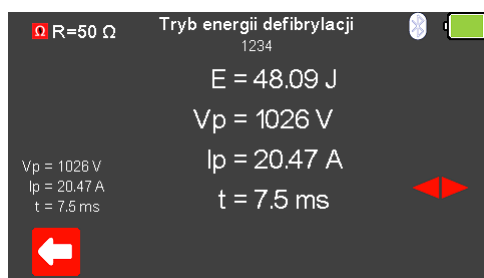 Ω R=50 Ω
Tryb energii defibrylacji
1234
E = 48.09 J
Vp = 1026 V
Ip = 20.47 A
t = 7.5 ms
Vp = 1026 V
Ip = 20.47 A
t = 7.5 ms